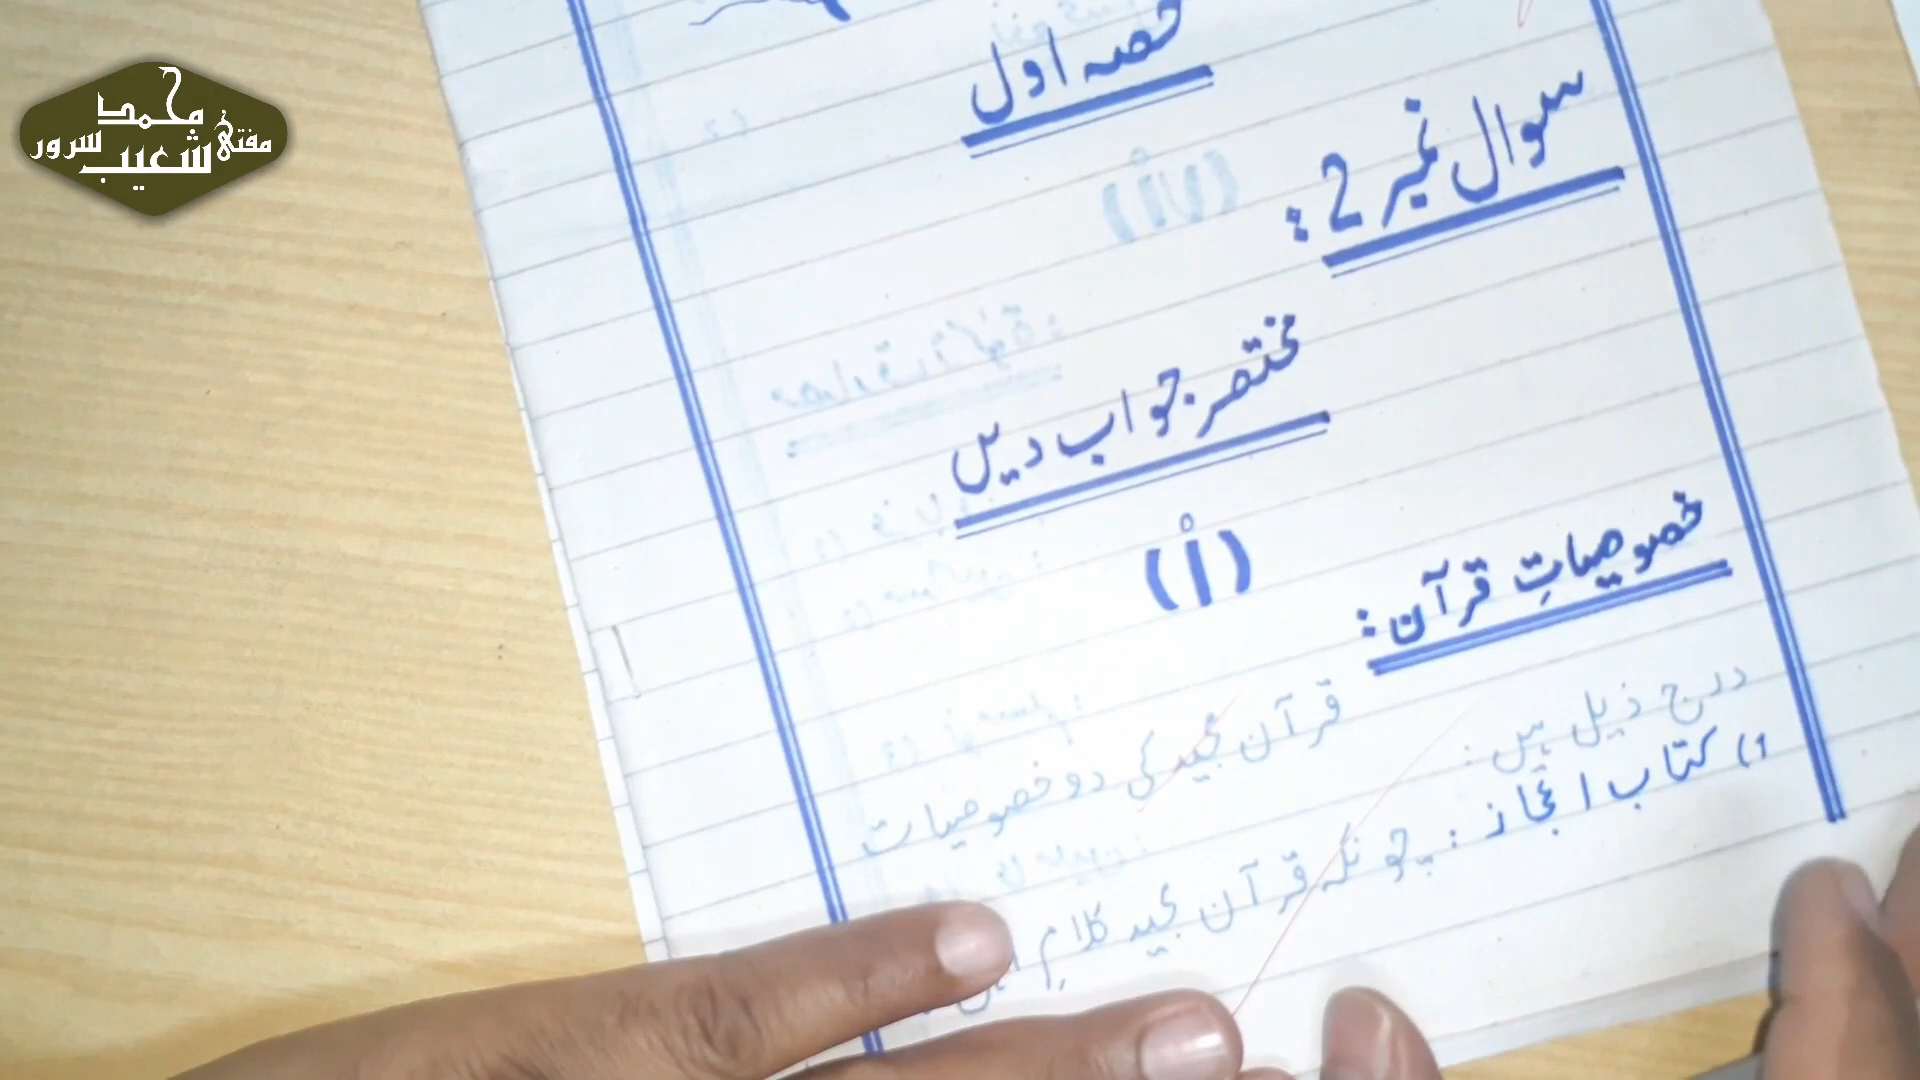 محمد
مفتی شعیب سرور
حصہ اول
سوال نمبر 2:
مختصر جواب دیں
(i)
خصوصیاتِ قرآن:
قرآن مجید کی دو خصوصیات
درج ذیل ہیں:
1) کتاب اعجاز: چونکہ قرآن مجید کلامِ